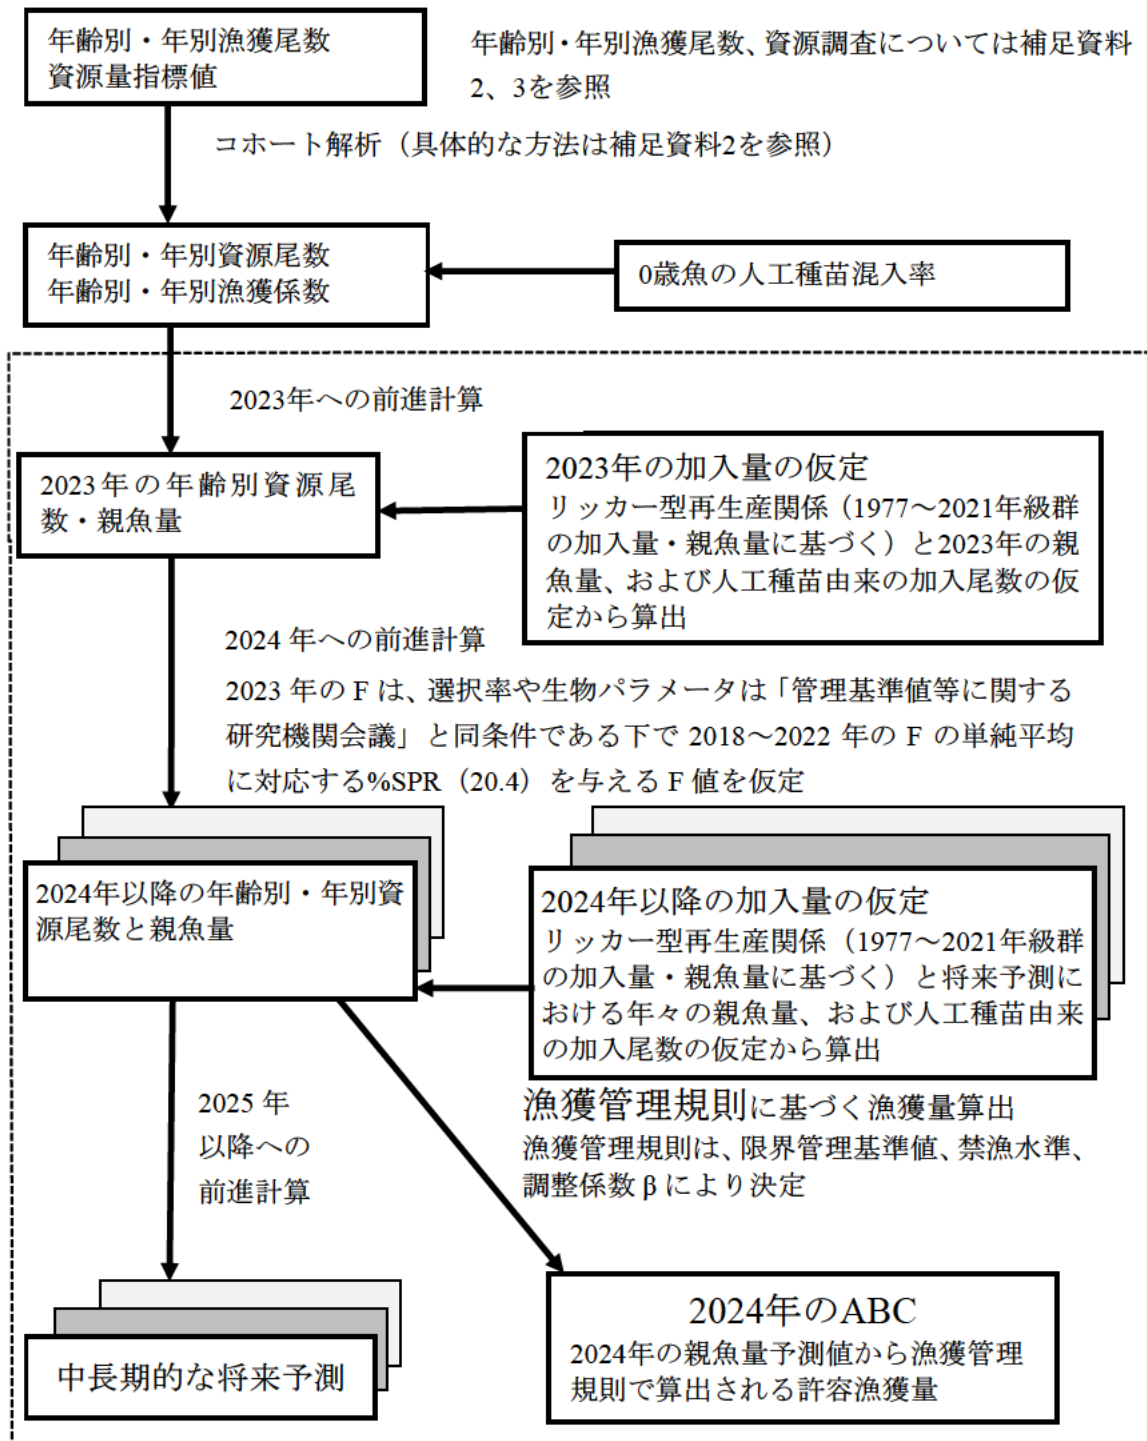 年齢別・年別漁獲尾数
資源量指標値
年齢別・年別漁獲尾数、資源調査については補足資料
2、3を参照
コホート解析（具体的な方法は補足資料2を参照）
年齢別・年別資源尾数
年齢別・年別漁獲係数
0歳魚の人工種苗混入率
2023年への前進計算
2023年の年齢別資源尾
数・親魚量
2023年の加入量の仮定
リッカー型再生産関係（1977～2021年級群
の加入量・親魚量に基づく）と2023年の親
魚量、および人工種苗由来の加入尾数の仮
定から算出
2024 年への前進計算
2023 年の F は、選択率や生物パラメータは「管理基準値等に関する
研究機関会議」と同条件である下で 2018～2022 年の F の単純平均
に対応する%SPR（20.4）を与える F 値を仮定
2024年以降の年齢別・年別資
源尾数と親魚量
2024年以降の加入量の仮定
リッカー型再生産関係（1977～2021年級群
の加入量・親魚量に基づく）と将来予測に
おける年々の親魚量、および人工種苗由来
の加入尾数の仮定から算出
2025 年
以降への
前進計算
漁獲管理規則に基づく漁獲量算出
漁獲管理規則は、限界管理基準値、禁漁水準、
調整係数 β により決定
中長期的な将来予測
2024年のABC
2024年の親魚量予測値から漁獲管理
規則で算出される許容漁獲量